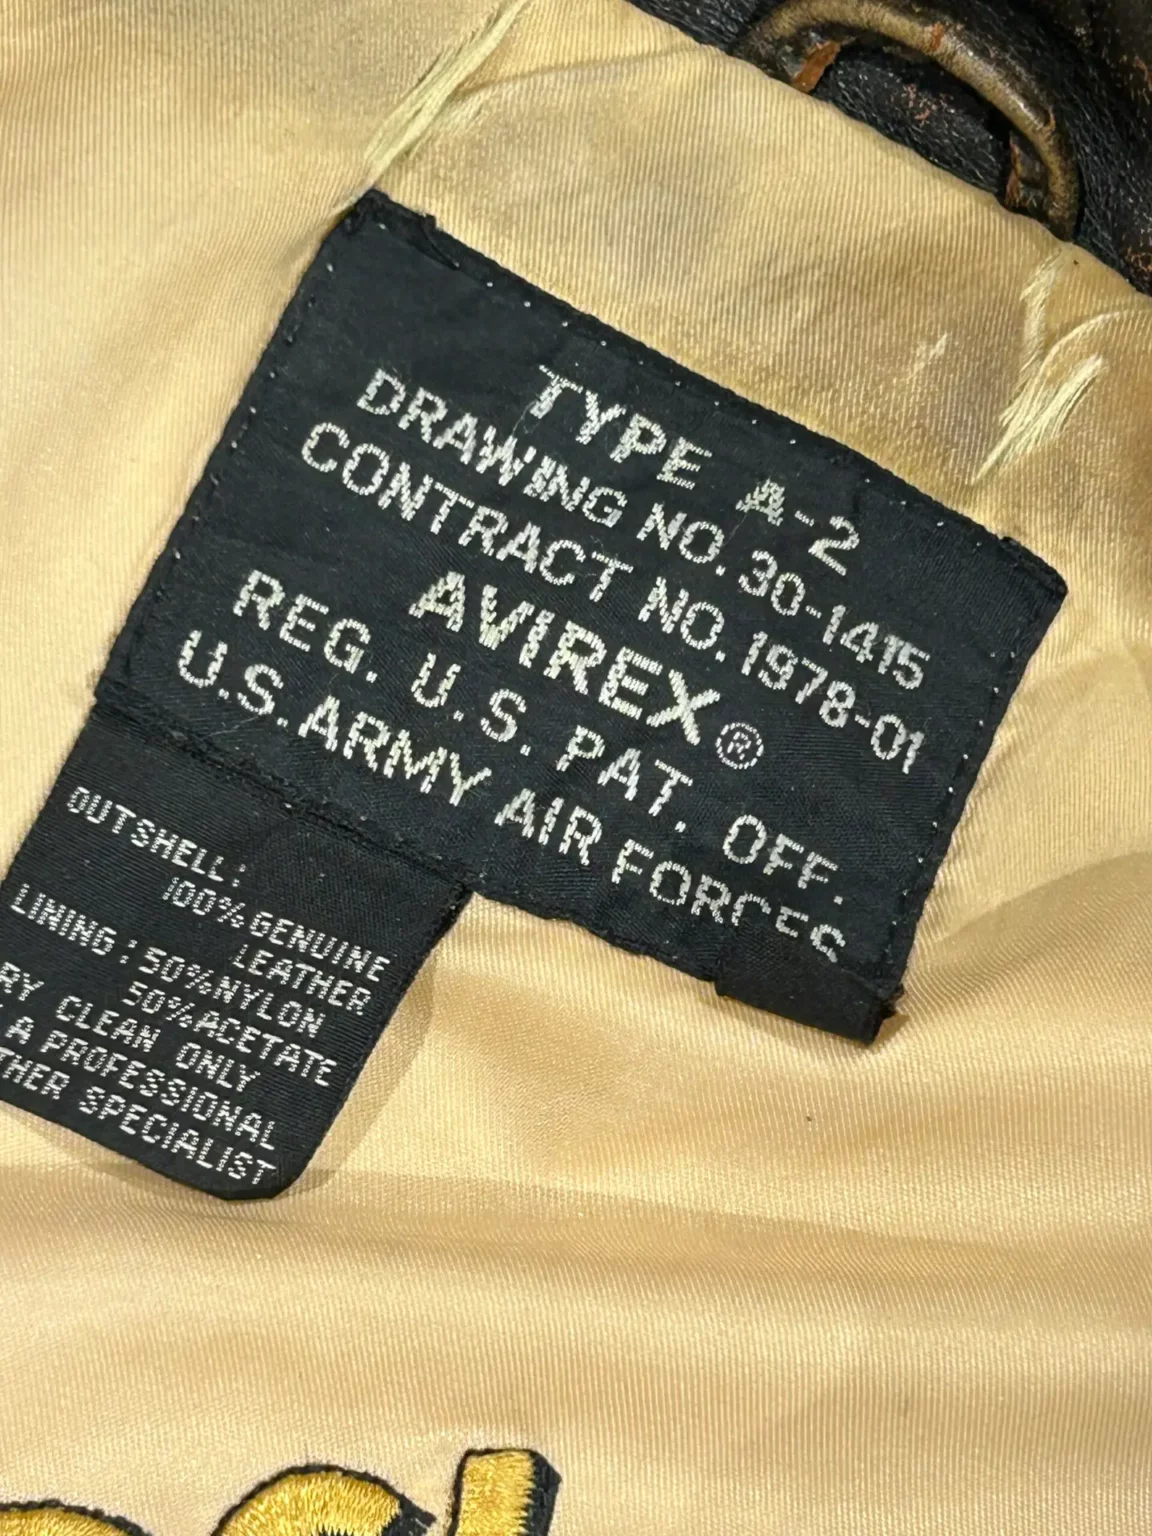 TYPE A-2
DRAWING NO. 30-1415
CONTRACT NO. 1978-01
AVIREX®
REG. U.S. PAT. OFF.
U.S. ARMY AIR FORCES
OUTSHELL:
100% GENUINE
LEATHER
LINING: 50% NYLON
50% ACETATE
CLEAN ONLY
A PROFESSIONAL
SPECIALIST